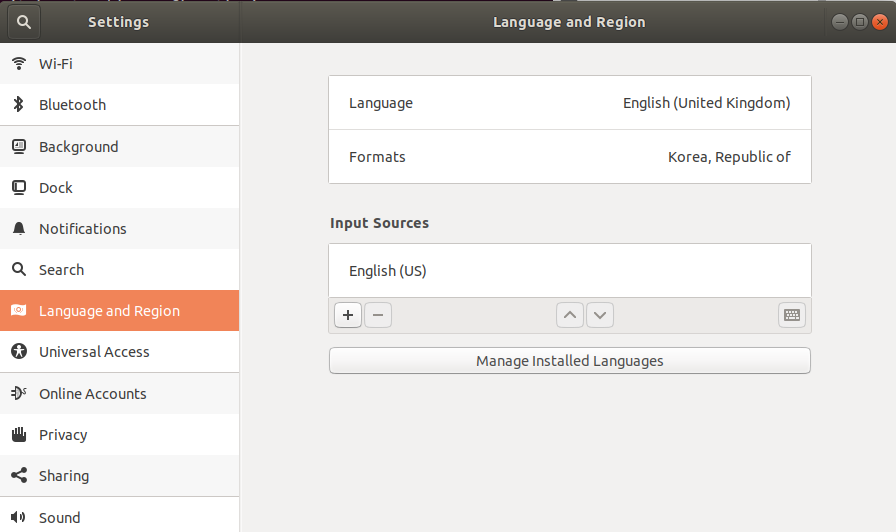 Settings
Language and Region
Wi-Fi
Bluetooth
Background
Dock
Notifications
Search
Language and Region
Universal Access
Online Accounts
Privacy
Sharing
Sound
Language English (United Kingdom)
Formats Korea, Republic of
Input Sources
English (US)
Manage Installed Languages